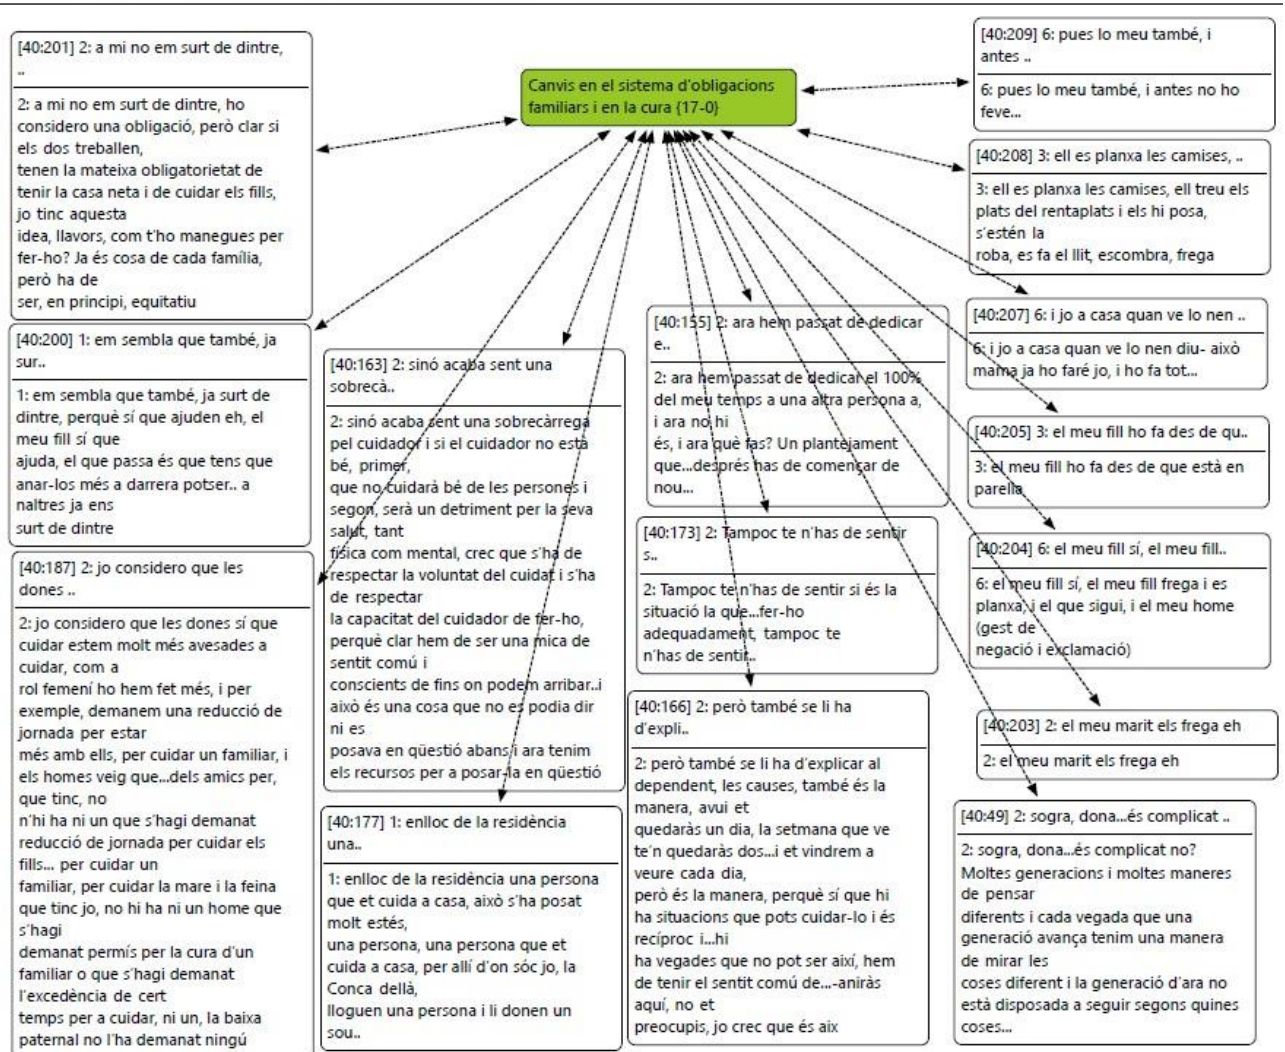 Canvis en el sistema d'obligacions
familiars i en la cura {17-0}
[40:201] 2: a mi no em surt de dintre,
..
2: a mi no em surt de dintre, ho
considero una obligació, però clar si
els dos treballen,
tenen la mateixa obligatorietat de
tenir la casa neta i de cuidar els fills,
jo tinc aquesta
idea, llavors, com t'ho manegues per
fer-ho? Ja és cosa de cada família,
però ha de
ser, en principi, equitatiu
[40:200] 1: em sembla que també, ja
sur..
1: em sembla que també, ja surt de
dintre, perquè sí que ajuden eh, el
meu fill sí que
ajuda, el que passa és que tens que
anar-los més a darrera potser.. a
naltres ja ens
surt de dintre
[40:187] 2: jo considero que les
dones ..
2: jo considero que les dones sí que
cuidar estem molt més avesades a
cuidar, com a
rol femení ho hem fet més, i per
exemple, demanem una reducció de
jornada per estar
més amb ells, per cuidar un familiar, i
els homes veig que...dels amics per,
que tinc, no
n'hi ha ni un que s'hagi demanat
reducció de jornada per cuidar els
fills... per cuidar un
familiar, per cuidar la mare i la feina
que tinc jo, no hi ha ni un home que
s'hagi
demanat permís per la cura d'un
familiar o que s'hagi demanat
l'excedència de cert
temps per a cuidar, ni un, la baixa
paternal no l'ha demanat ningú
[40:163] 2: sinó acaba sent una
sobrecà..
2: sinó acaba sent una sobrecàrrega
pel cuidador i si el cuidador no està
bé, primer,
que no cuidarà bé de les persones i
segon, serà un detriment per la seva
salut, tant
física com mental, crec que s'ha de
respectar la voluntat del cuidat i s'ha
de respectar
la capacitat del cuidador de fer-ho,
perquè clar hem de ser una mica de
sentit comú i
conscients de fins on podem arribar..i
això és una cosa que no es podia dir
ni es
posava en qüestió abans i ara tenim
els recursos per a posar-la en qüestió
[40:177] 1: enlloc de la residència
una..
1: enlloc de la residència una persona
que et cuida a casa, això s'ha posat
molt estés,
una persona, una persona que et
cuida a casa, per allí d'on sóc jo, la
Conca dellà,
lloguen una persona i li donen un
sou..
[40:155] 2: ara hem passat de dedicar
e..
2: ara hem passat de dedicar el 100%
del meu temps a una altra persona a,
i ara no hi
és, i ara què fas? Un plantejament
que...després has de començar de
nou...
[40:173] 2: Tampoc te n'has de sentir
s..
2: Tampoc te n'has de sentir si és la
situació la que...fer-ho
adequadament, tampoc te
n'has de sentir..
[40:166] 2: però també se li ha
d'expli..
2: però també se li ha d'explicar al
dependent, les causes, també és la
manera, avui et
quedaràs un dia, la setmana que ve
te'n quedaràs dos...i et vindrem a
veure cada dia,
però és la manera, perquè sí que hi
ha situacions que pots cuidar-lo i és
recíproc i...hi
ha vegades que no pot ser així, hem
de tenir el sentit comú de...-aniràs
aquí, no et
preocupis, jo crec que és aix
[40:209] 6: pues lo meu també, i
antes ..
6: pues lo meu també, i antes no ho
feve...
[40:208] 3: ell es planxa les camises, ..
3: ell es planxa les camises, ell treu els
plats del rentaplats i els hi posa,
s'estén la
roba, es fa el llit, escombra, frega
[40:207] 6: i jo a casa quan ve lo nen ..
6: i jo a casa quan ve lo nen diu- això
mama ja ho faré jo, i ho fa tot...
[40:205] 3: el meu fill ho fa des de qu..
3: el meu fill ho fa des de que està en
parella
[40:204] 6: el meu fill sí, el meu fill..
6: el meu fill sí, el meu fill frega i es
planxa, i el que sigui, i el meu home
(gest de
negació i exclamació)
[40:203] 2: el meu marit els frega eh
2: el meu marit els frega eh
[40:49] 2: sogra, dona...és complicat ..
2: sogra, dona...és complicat no?
Moltes generacions i moltes maneres
de pensar
diferents i cada vegada que una
generació avança tenim una manera
de mirar les
coses diferent i la generació d'ara no
està disposada a seguir segons quines
coses...